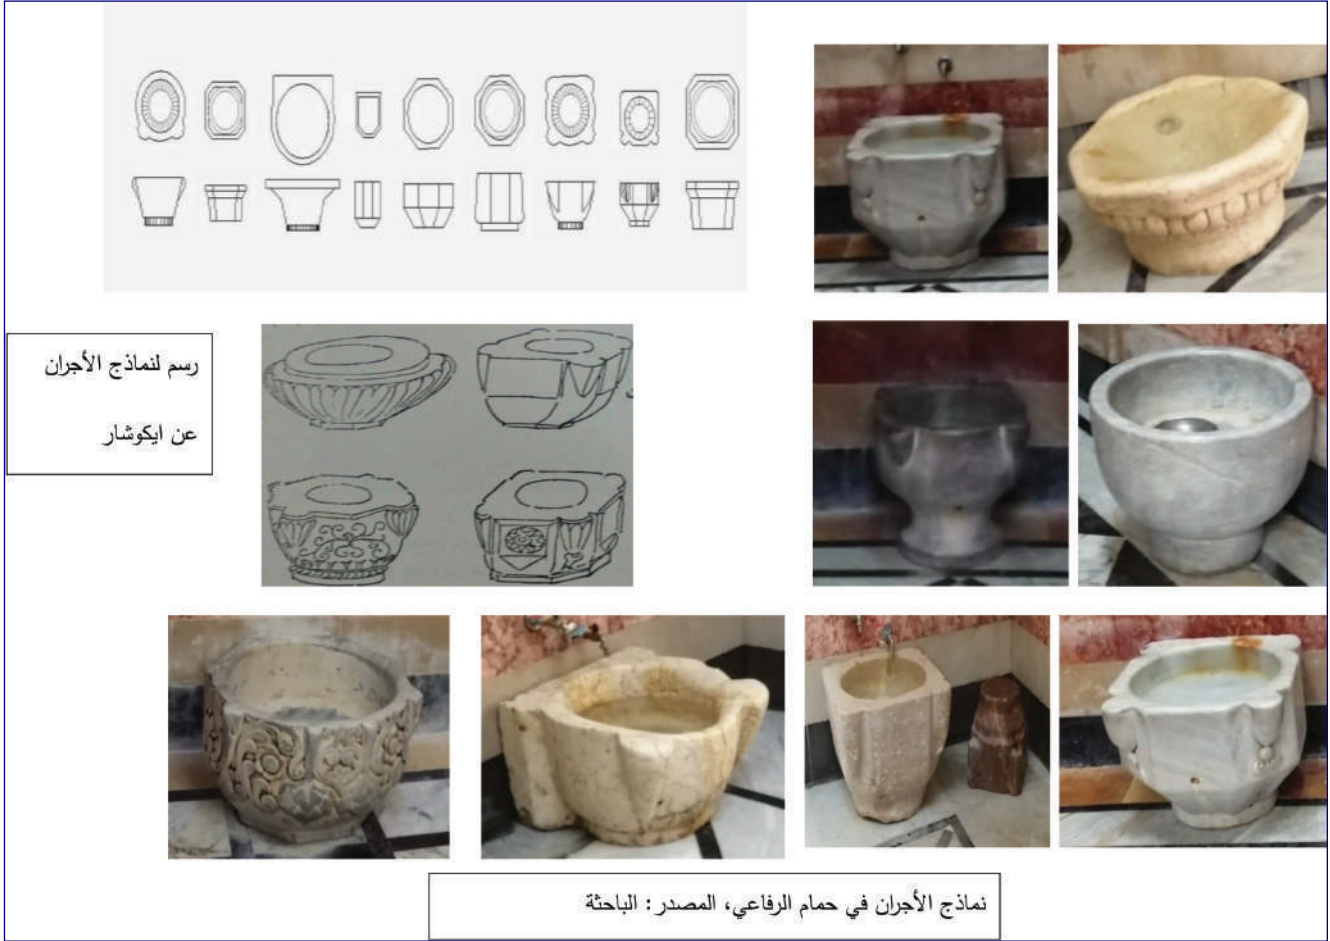 رسم لنماذج الأجران
عن ايكوشار
نماذج الأجران في حمام الرفاعي، المصدر: الباحثة